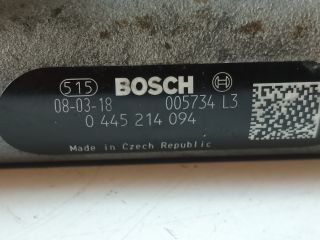 515 BOSCH
08-03-18 005734 L3
0 445 214 094
Made in Czech Republic